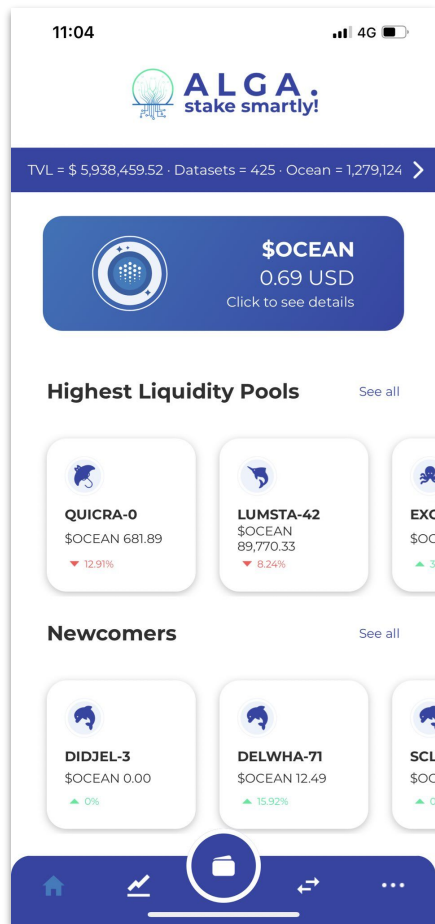 11:04
4G
ALGA.
stake smartly!
TVL = $ 5,938,459.52 · Datasets = 425 · Ocean = 1,279,124
$OCEAN
0.69 USD
Click to see details
Highest Liquidity Pools
See all
QUICRA-0
$OCEAN 681.89
12.91%
LUMSTA-42
$OCEAN
89,770.33
8.24%
Newcomers
See all
DIDJEL-3
$OCEAN 0.00
0%
DELWHA-71
$OCEAN 12.49
15.92%